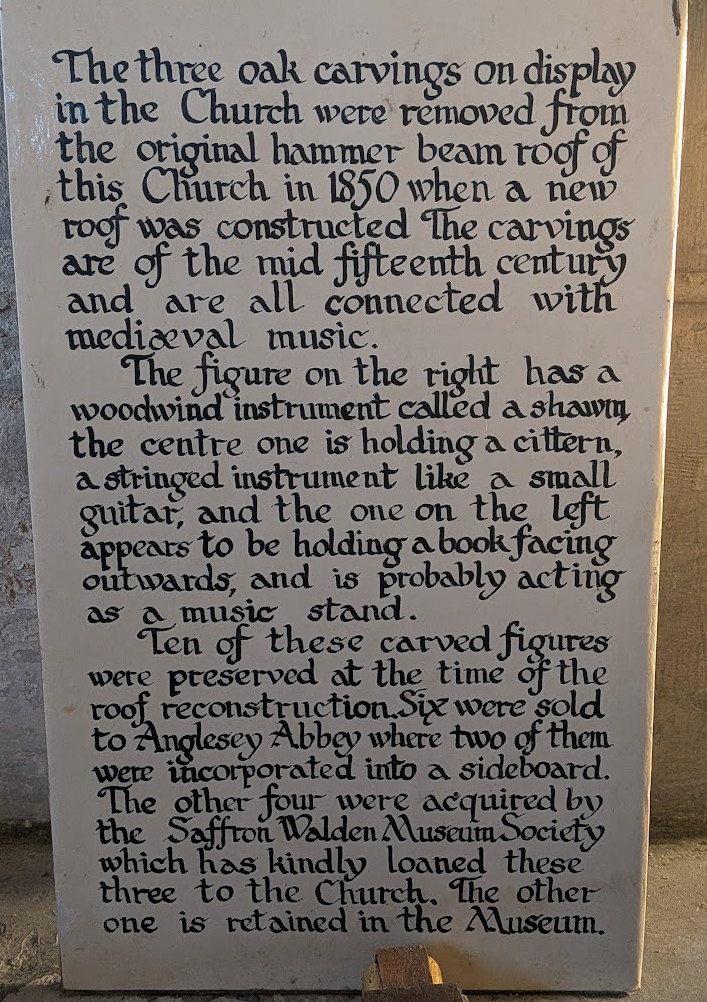 The three oak carvings on display
in the Church were removed from
the original hammer beam roof of
this Church in 1850 when a new
roof was constructed The carvings
are of the mid fifteenth century
and are all connected with
mediæval music.
The figure on the right has a
woodwind instrument called a shawm,
the centre one is holding a cittern,
a stringed instrument like a small
guitar, and the one on the left
appears to be holding a book facing
outwards, and is probably acting
as a music stand.
Ten of these carved figures
were preserved at the time of the
roof reconstruction. Six were sold
to Anglesey Abbey where two of them
were incorporated into a sideboard.
The other four were acquired by
the Saffron Walden Museum Society
which has kindly loaned these
three to the Church. The other
one is retained in the Museum.